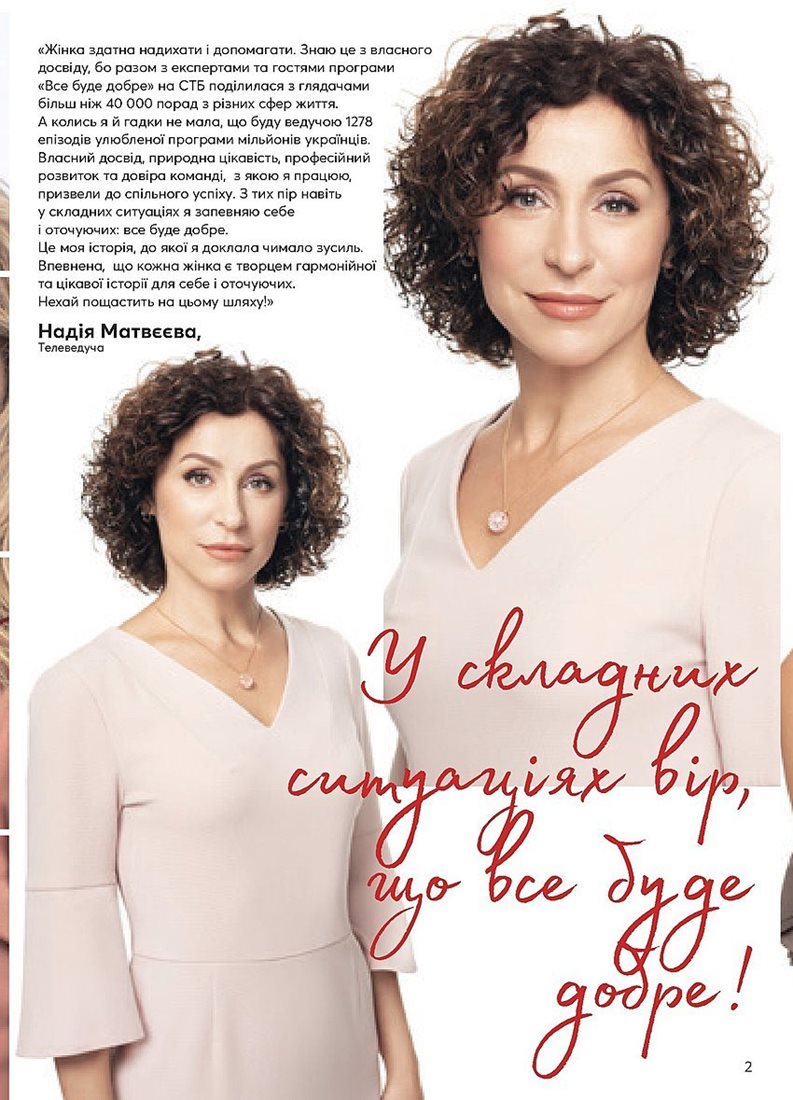 «Жінка здатна надихати і допомагати. Знаю це з власного
досвіду, бо разом з експертами та гостями програми
«Все буде добре» на СТБ поділилася з глядачами
більш ніж 40 000 порад з різних сфер життя.
А колись я й гадки не мала, що буду ведучою 1278
епізодів улюбленої програми мільйонів українців.
Власний досвід, природна цікавість, професійний
розвиток та довіра команді, з якою я працюю,
призвели до спільного успіху. З тих пір навіть
у складних ситуаціях я запевняю себе
і оточуючих: все буде добре.
Це моя історія, до якої я доклала чимало зусиль.
Впевнена, що кожна жінка є творцем гармонійної
та цікавої історії для себе і оточуючих.
Нехай пощастить на цьому шляху!»
Надія Матвєєва,
Телеведуча
У складних
ситуаціях вір,
що все буде
добре!
2